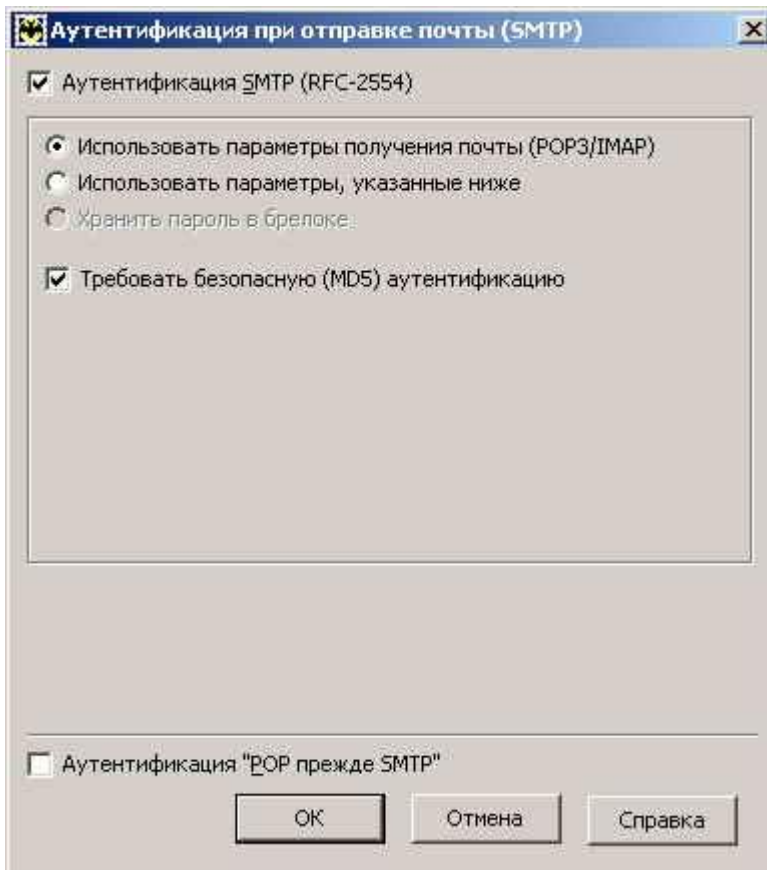 Аутентификация при отправке почты (SMTP)
Аутентификация SMTP (RFC-2554)
Использовать параметры получения почты (POP3/IMAP)
Использовать параметры, указанные ниже
Хранить пароль в брелоке
Требовать безопасную (MD5) аутентификацию
Аутентификация "POP прежде SMTP"
ОК Отмена Справка